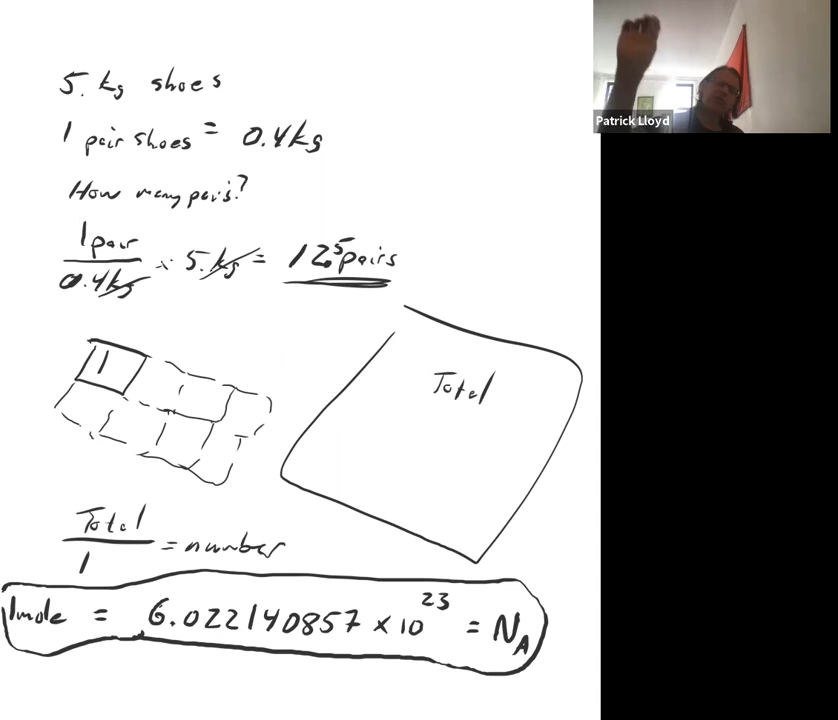 5. kg shoes
1 pair shoes = 0.4kg
How many pairs?
1 pair
0.4kg × 5.kg = 12.5 pairs
1
Total
Total
1 = number
1mole = 6.022140857 × 10^23 = N_A
Patrick Lloyd